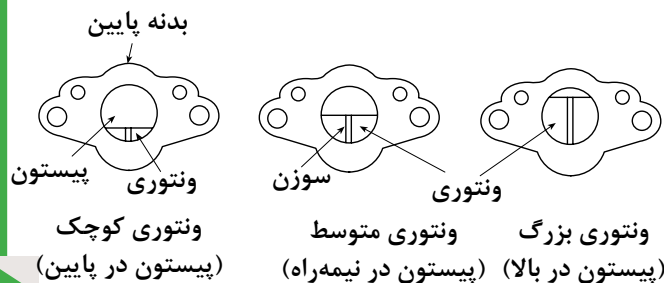 بدنه پایین
پیستون
ونتوری
سوزن
ونتوری
ونتوری کوچک
(پیستون در پایین)
ونتوری متوسط
(پیستون در نیمه‌راه)
ونتوری بزرگ
(پیستون در بالا)